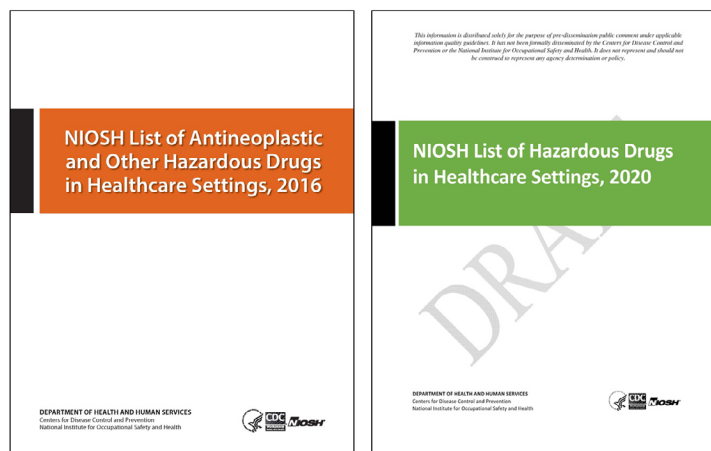 NIOSH List of Antineoplastic
and Other Hazardous Drugs
in Healthcare Settings, 2016
DEPARTMENT OF HEALTH AND HUMAN SERVICES
Centers for Disease Control and Prevention
National Institute for Occupational Safety and Health
CDC
NIOSH
This information is distributed solely for the purpose of pre-dissemination public comment under applicable
information quality guidelines. It has not been formally disseminated by the Centers for Disease Control and
Prevention or the National Institute for Occupational Safety and Health. It does not represent and should not
be construed to represent any agency determination or policy.
NIOSH List of Hazardous Drugs
in Healthcare Settings, 2020
DRAF
DEPARTMENT OF HEALTH AND HUMAN SERVICES
Centers for Disease Control and Prevention
National Institute for Occupational Safety and Health
CDC
NIOSH